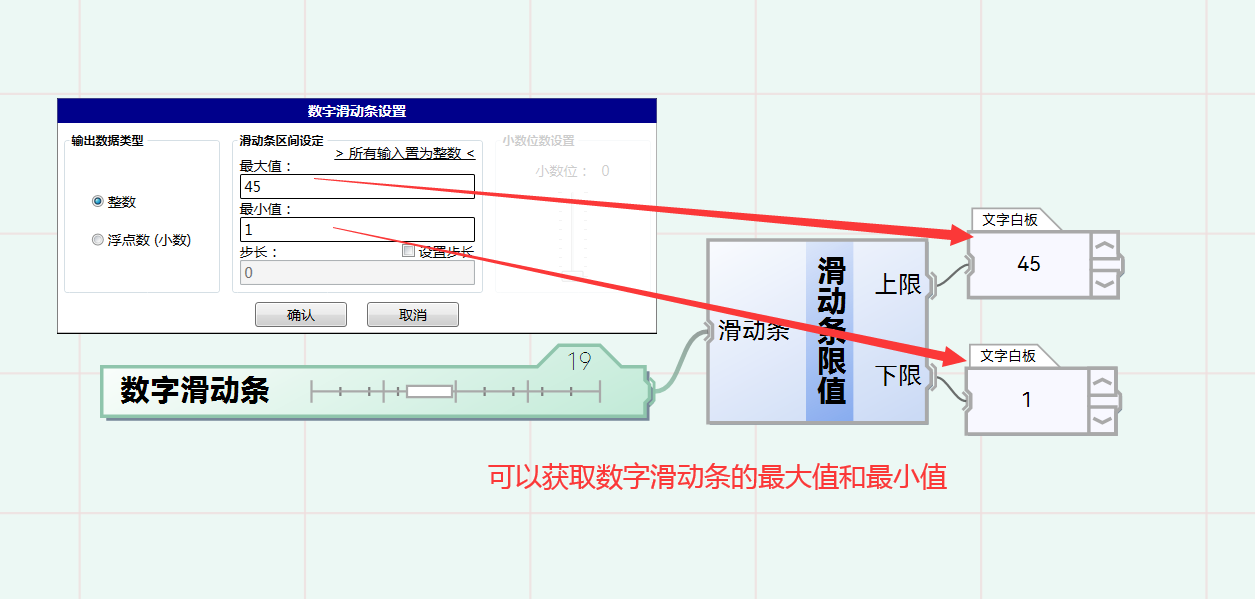 数字滑动条设置
输出数据类型
整数
浮点数 (小数)
滑动条区间设定
> 所有输入置为整数 <
最大值：
45
最小值：
1
步长：
设置步长
0
小数位数设置
小数位： 0
确认
取消
数字滑动条
19
滑动条
滑动条限值
上限
下限
文字白板
45
文字白板
1
可以获取数字滑动条的最大值和最小值